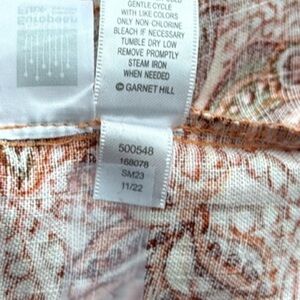 GENTLE CYCLE
WITH LIKE COLORS
ONLY NON-CHLORINE
BLEACH IF NECESSARY
TUMBLE DRY LOW
REMOVE PROMPTLY
STEAM IRON
WHEN NEEDED
© GARNET HILL
European
500548
168078
SM23
11/22